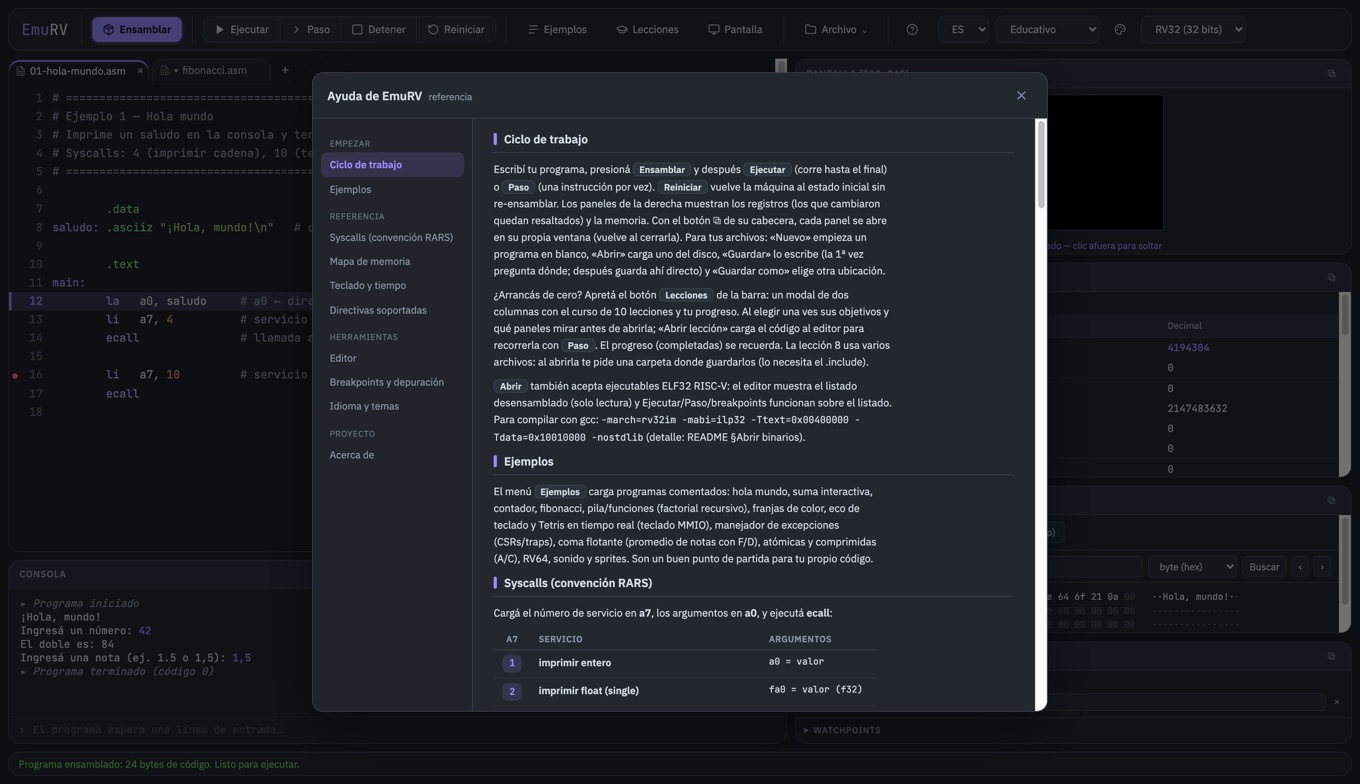 EmuRV
Ensamblar
Ejecutar
Paso
Detener
Reiniciar
Ejemplos
Lecciones
Pantalla
Archivo
ES
Educativo
RV32 (32 bits)
01-hola-mundo.asm ×
• fibonacci.asm
+
1 # ======================================
2 # Ejemplo 1 — Hola mundo
3 # Imprime un saludo en la consola y ter
4 # Syscalls: 4 (imprimir cadena), 10 (te
5 # ======================================
6
7 .data
8 saludo: .asciiz "¡Hola, mundo!\n" # c
9
10 .text
11 main:
12 la a0, saludo # a0 ← dire
13 li a7, 4 # servicio
14 ecall # llamada a
15
16 li a7, 10 # servicio
17 ecall
18
CONSOLA
▸ Programa iniciado
¡Hola, mundo!
Ingresá un número: 42
El doble es: 84
Ingresá una nota (ej. 1.5 o 1,5): 1,5
▸ Programa terminado (código 0)
› El programa espera una línea de entrada…
Programa ensamblado: 24 bytes de código. Listo para ejecutar.
Ayuda de EmuRV referencia
EMPEZAR
Ciclo de trabajo
Ejemplos
REFERENCIA
Syscalls (convención RARS)
Mapa de memoria
Teclado y tiempo
Directivas soportadas
HERRAMIENTAS
Editor
Breakpoints y depuración
Idioma y temas
PROYECTO
Acerca de
Ciclo de trabajo
Escribí tu programa, presioná Ensamblar y después Ejecutar (corre hasta el final)
o Paso (una instrucción por vez). Reiniciar vuelve la máquina al estado inicial sin
re-ensamblar. Los paneles de la derecha muestran los registros (los que cambiaron
quedan resaltados) y la memoria. Con el botón ⧉ de su cabecera, cada panel se abre
en su propia ventana (vuelve al cerrarla). Para tus archivos: «Nuevo» empieza un
programa en blanco, «Abrir» carga uno del disco, «Guardar» lo escribe (la 1ª vez
pregunta dónde; después guarda ahí directo) y «Guardar como» elige otra ubicación.
¿Arrancás de cero? Apretá el botón Lecciones de la barra: un modal de dos
columnas con el curso de 10 lecciones y tu progreso. Al elegir una ves sus objetivos y
qué paneles mirar antes de abrirla; «Abrir lección» carga el código al editor para
recorrerla con Paso. El progreso (completadas) se recuerda. La lección 8 usa varios
archivos: al abrirla te pide una carpeta donde guardarlos (lo necesita el .include).
Abrir también acepta ejecutables ELF32 RISC-V: el editor muestra el listado
desensamblado (solo lectura) y Ejecutar/Paso/breakpoints funcionan sobre el listado.
Para compilar con gcc: -march=rv32im -mabi=ilp32 -Ttext=0x00400000 -
Tdata=0x10010000 -nostdlib (detalle: README §Abrir binarios).
Ejemplos
El menú Ejemplos carga programas comentados: hola mundo, suma interactiva,
contador, fibonacci, pila/funciones (factorial recursivo), franjas de color, eco de
teclado y Tetris en tiempo real (teclado MMIO), manejador de excepciones
(CSRs/traps), coma flotante (promedio de notas con F/D), atómicas y comprimidas
(A/C), RV64, sonido y sprites. Son un buen punto de partida para tu propio código.
Syscalls (convención RARS)
Cargá el número de servicio en a7, los argumentos en a0, y ejecutá ecall:
A7 SERVICIO ARGUMENTOS
1 imprimir entero a0 = valor
2 imprimir float (single) fa0 = valor (f32)
ado — clic afuera para soltar
Decimal
4194304
0
0
2147483632
0
0
0
o)
byte (hex)
Buscar
‹
›
e 64 6f 21 0a 00 ··Hola, mundo!·
00 00 00 00 00
00 00 00 00 00
×
▸ WATCHPOINTS